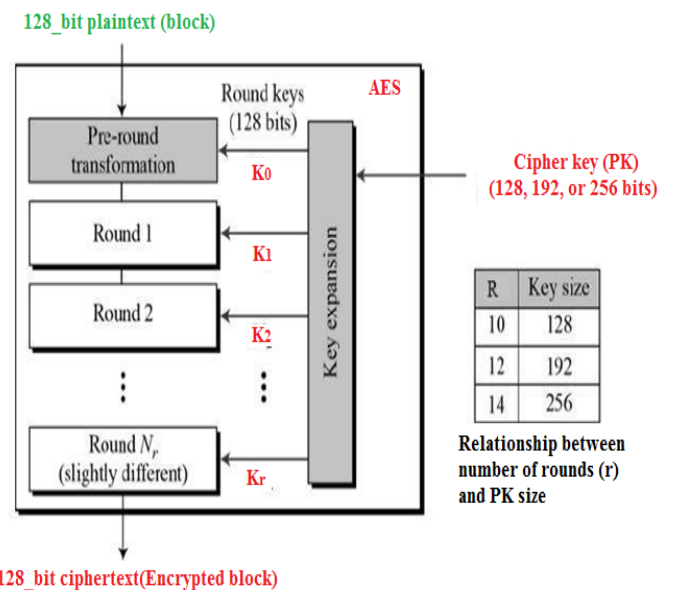 128_bit plaintext (block)
AES
Round keys
(128 bits)
Pre-round
transformation
K0
Cipher key (PK)
(128, 192, or 256 bits)
Round 1
K1
Key expansion
Round 2
K2
R Key size
10 128
12 192
14 256
Relationship between
number of rounds (r)
and PK size
Round Nr
(slightly different)
Kr
128_bit ciphertext(Encrypted block)